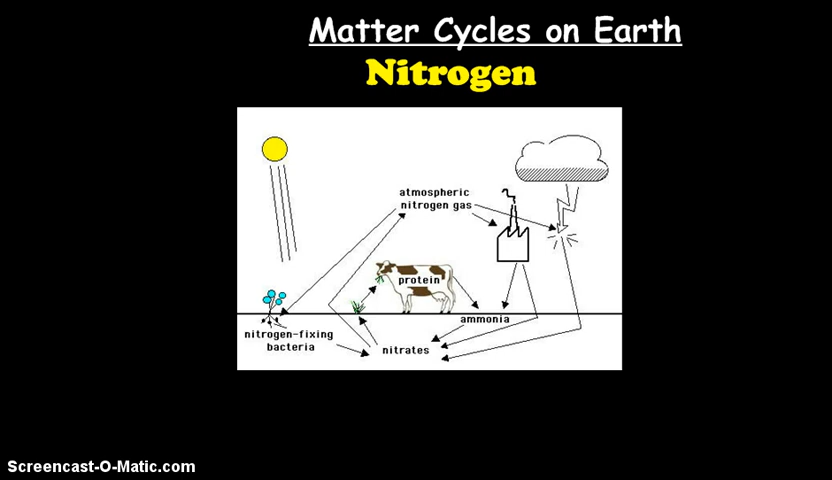 Matter Cycles on Earth
Nitrogen
atmospheric
nitrogen gas
protein
ammonia
nitrogen-fixing
bacteria
nitrates
Screencast-O-Matic.com